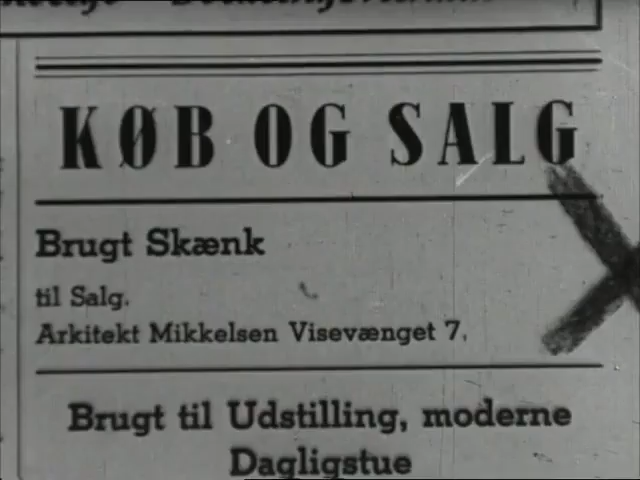 KØB OG SALG
Brugt Skænk
til Salg.
Arkitekt Mikkelsen Visevænget 7.
Brugt til Udstilling, moderne
Dagligstue